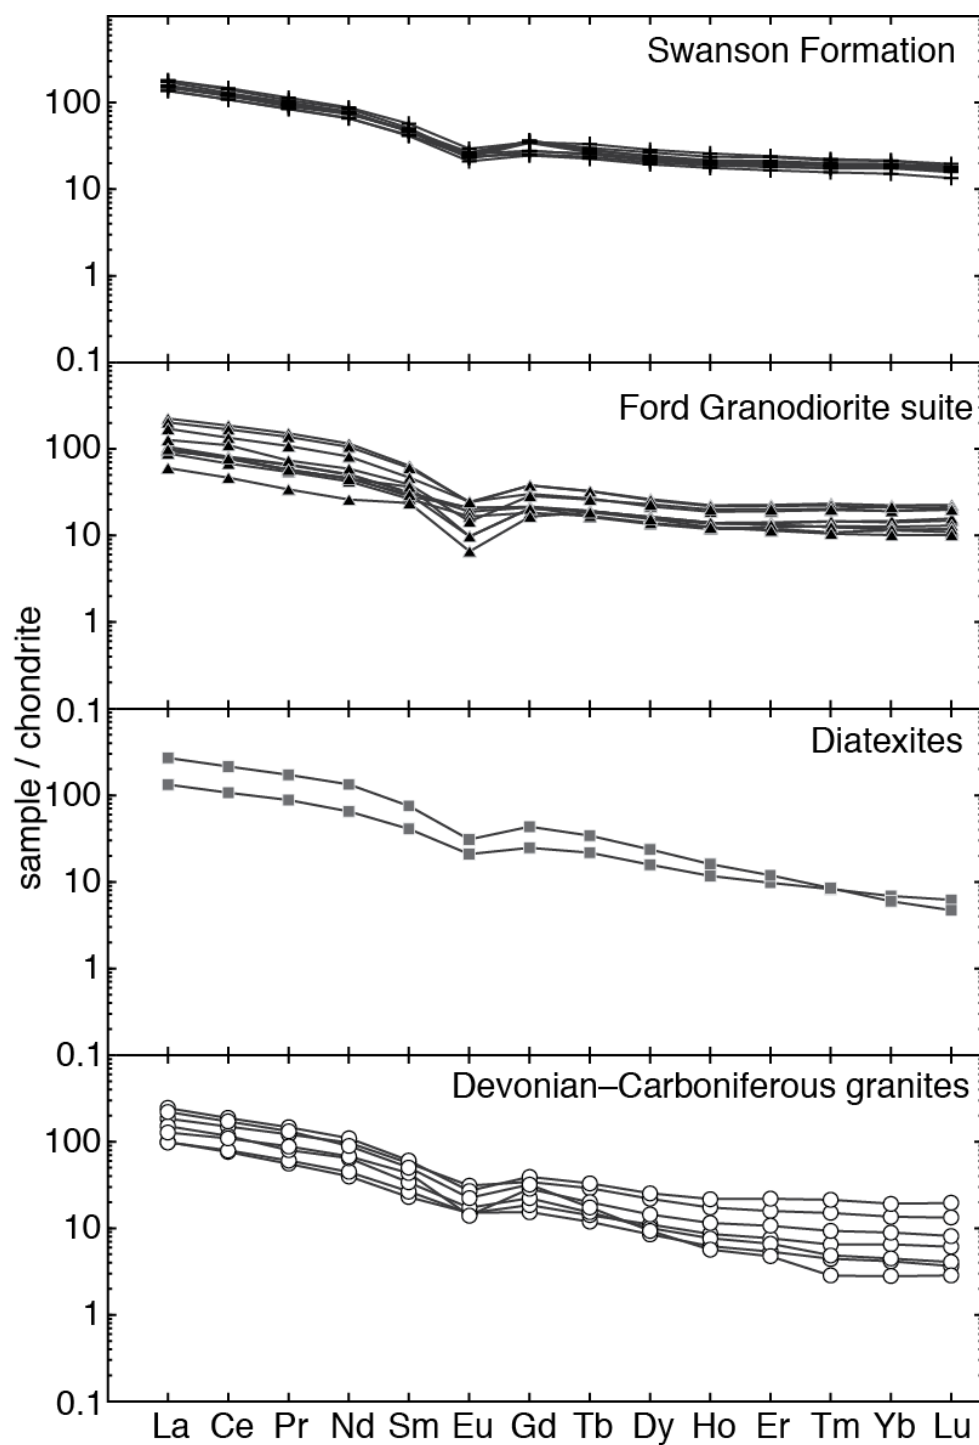 Swanson Formation
100
10
1
0.1
Ford Granodiorite suite
100
10
1
0.1
Diatexites
100
10
1
0.1
Devonian–Carboniferous granites
100
10
1
0.1
sample / chondrite
La Ce Pr Nd Sm Eu Gd Tb Dy Ho Er Tm Yb Lu